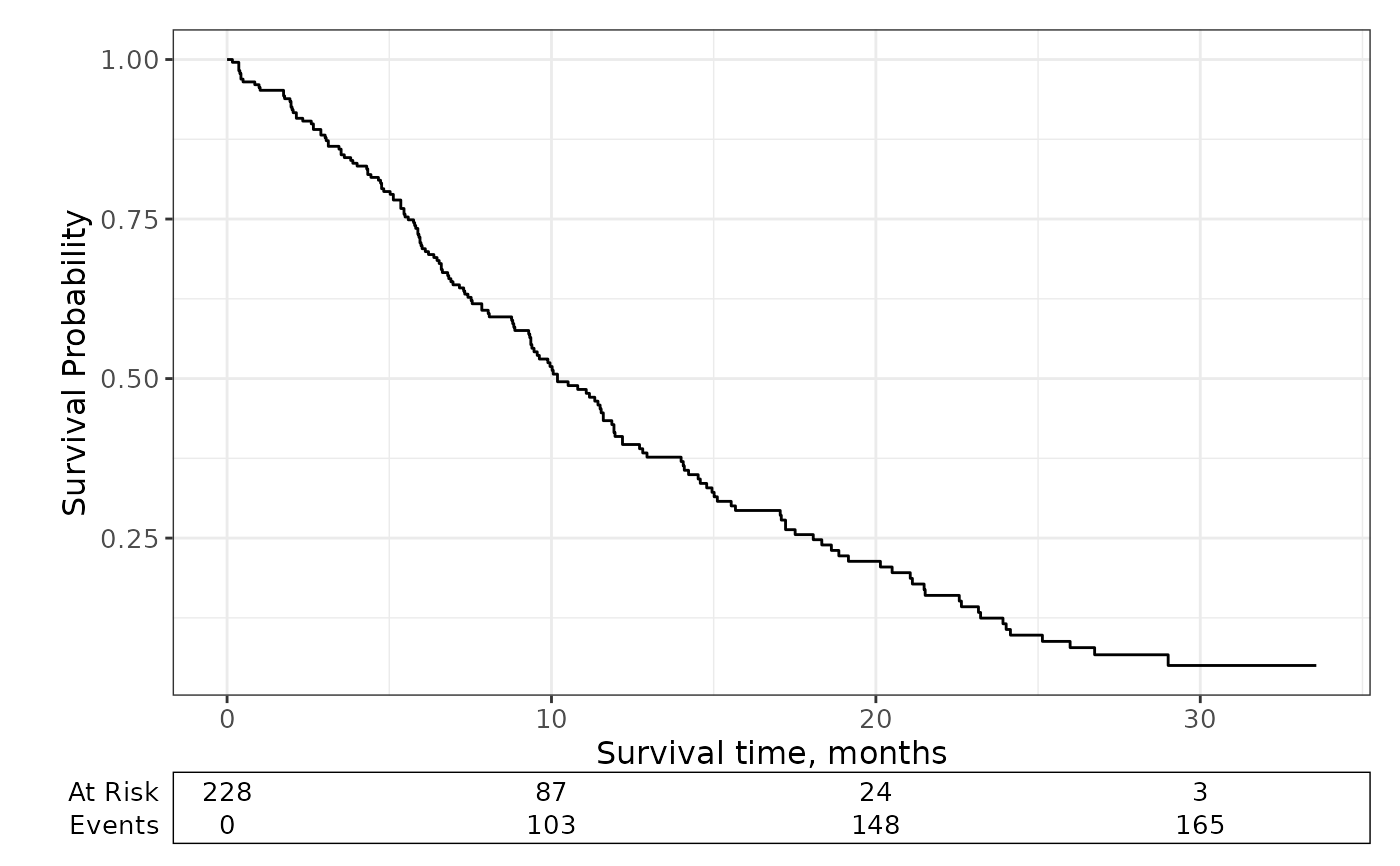 Survival Probability
1.00
0.75
0.50
0.25
0 10 20 30
Survival time, months
At Risk 228 87 24 3
Events 0 103 148 165